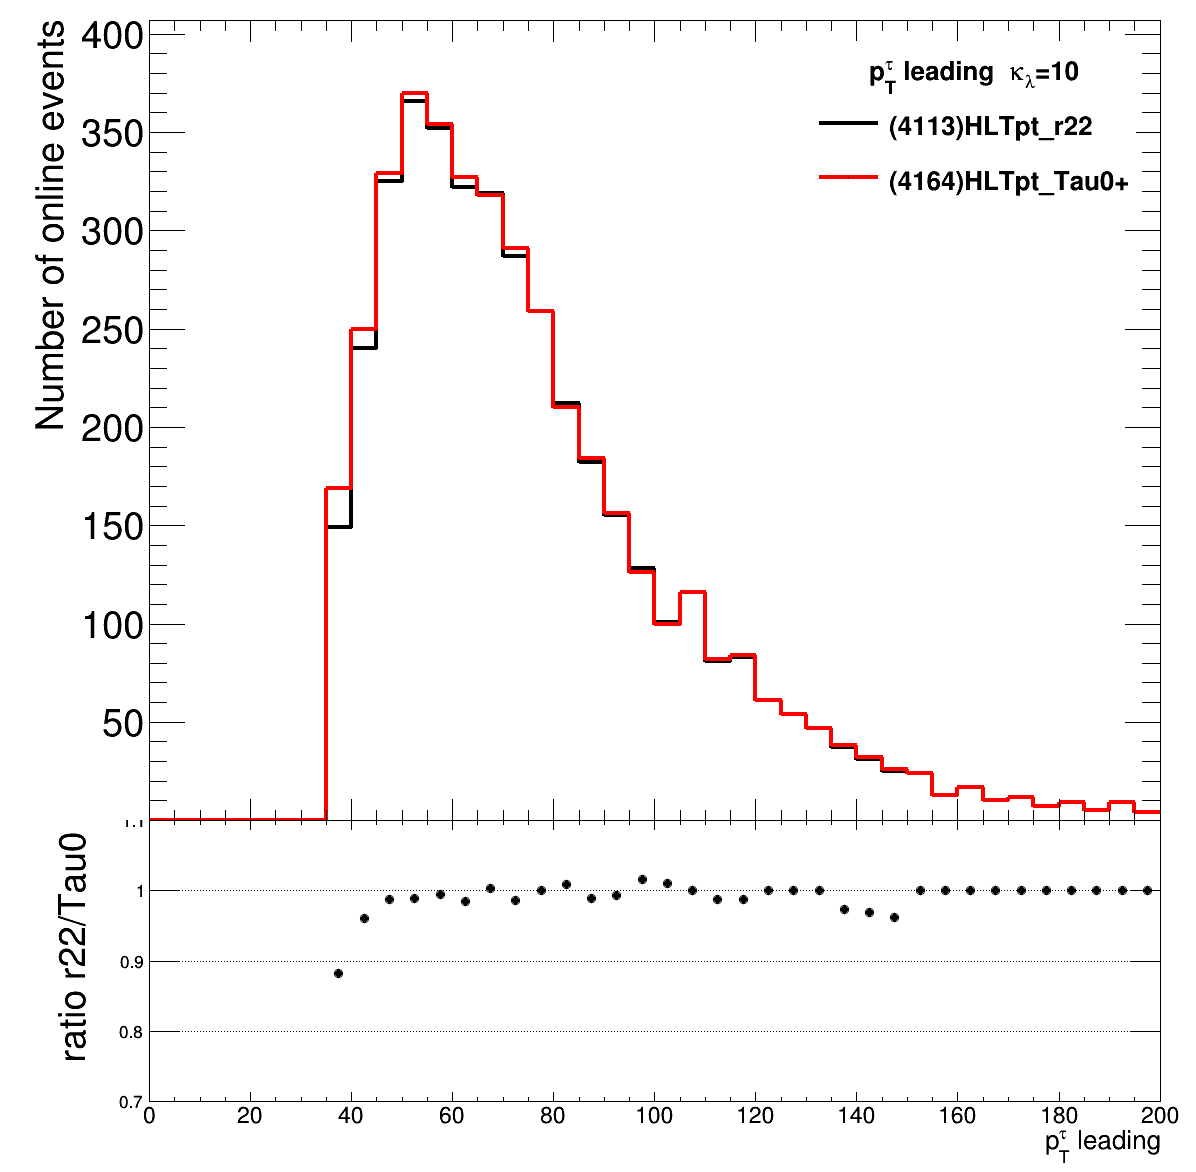 Number of online events
400
350
300
250
200
150
100
50
p_T^τ leading κ_λ=10
(4113)HLTpt_r22
(4164)HLTpt_Tau0+
ratio r22/Tau0
1
0.9
0.8
0.7
0 20 40 60 80 100 120 140 160 180 200
p_T^τ leading